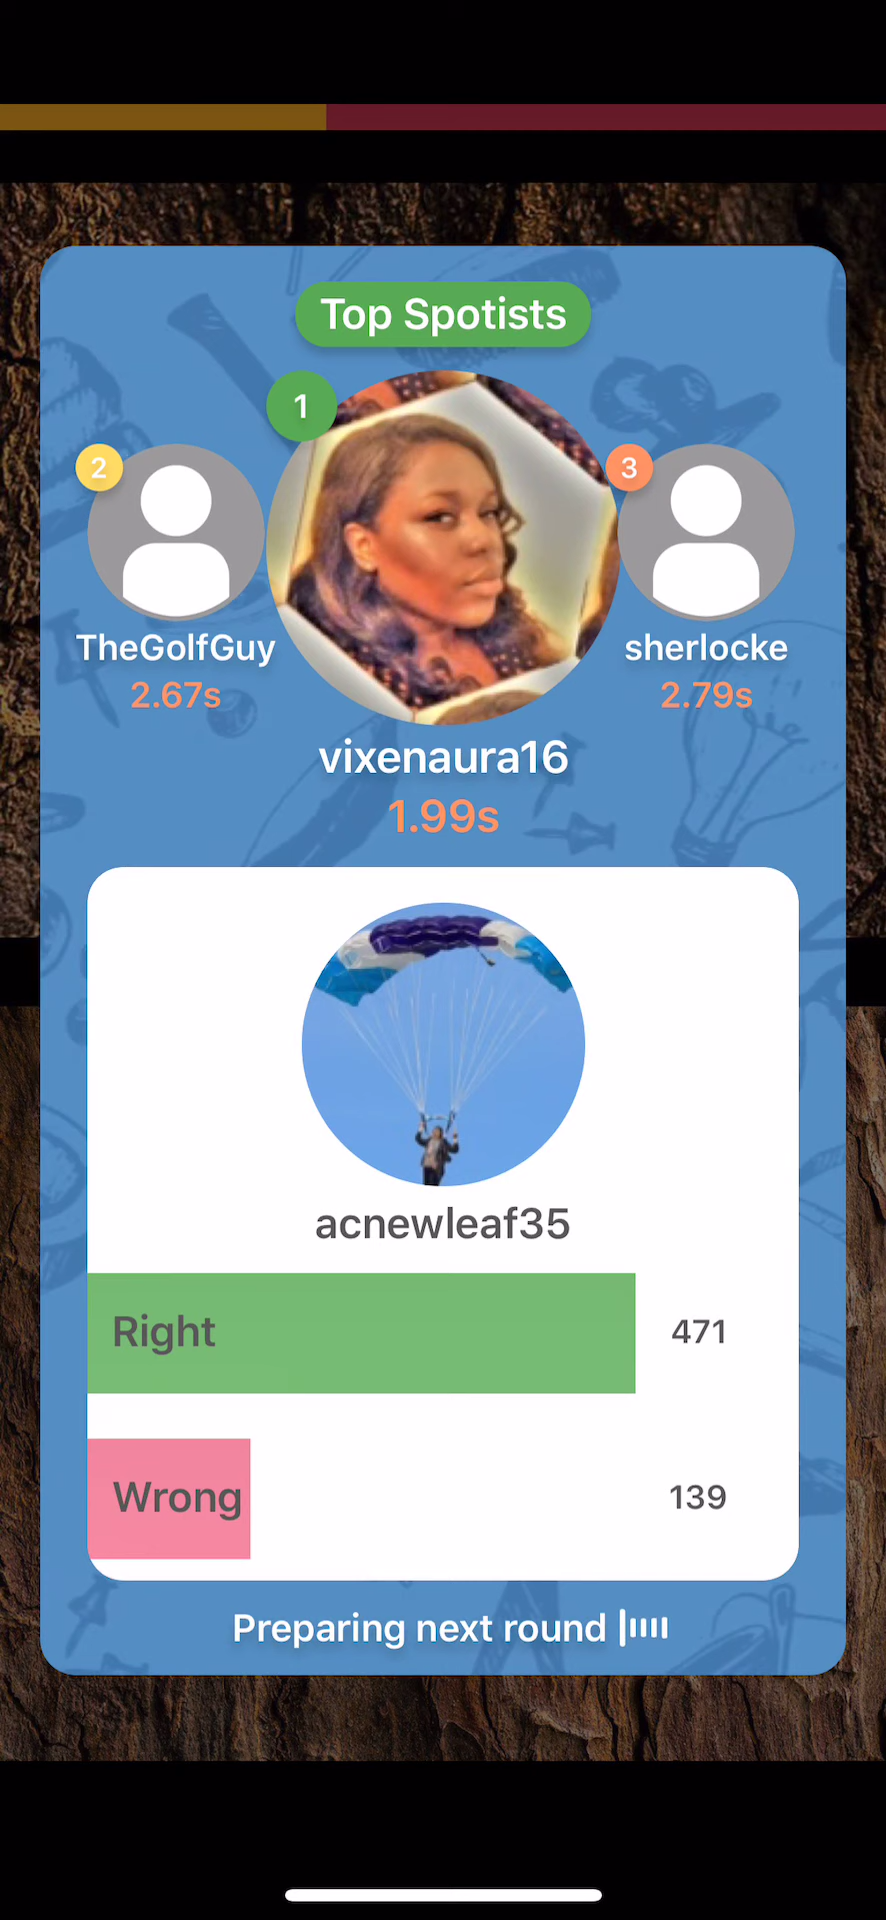 Top Spotists
1
2
3
TheGolfGuy
sherlocke
2.67s
2.79s
vixenaura16
1.99s
acnewleaf35
Right 471
Wrong 139
Preparing next round